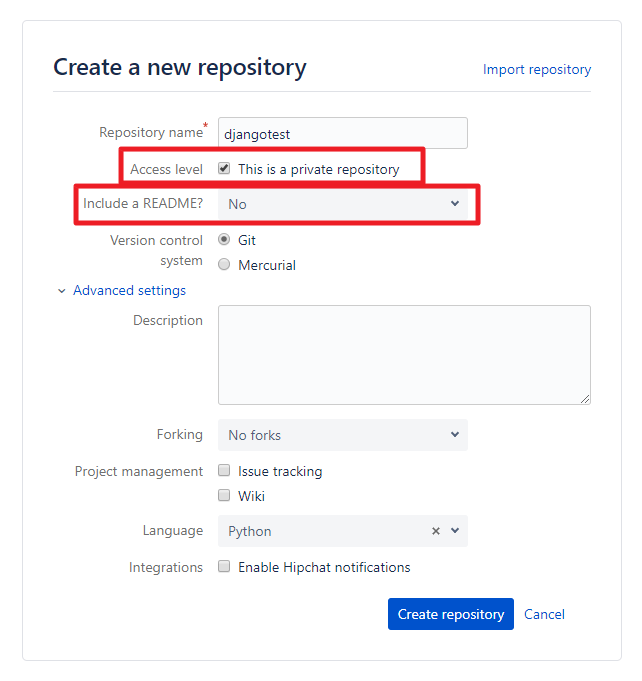 Create a new repository
Import repository
Repository name* djangotest
Access level This is a private repository
Include a README? No
Version control system
Git
Mercurial
Advanced settings
Description
Forking No forks
Project management Issue tracking
Wiki
Language Python ×
Integrations Enable Hipchat notifications
Create repository Cancel